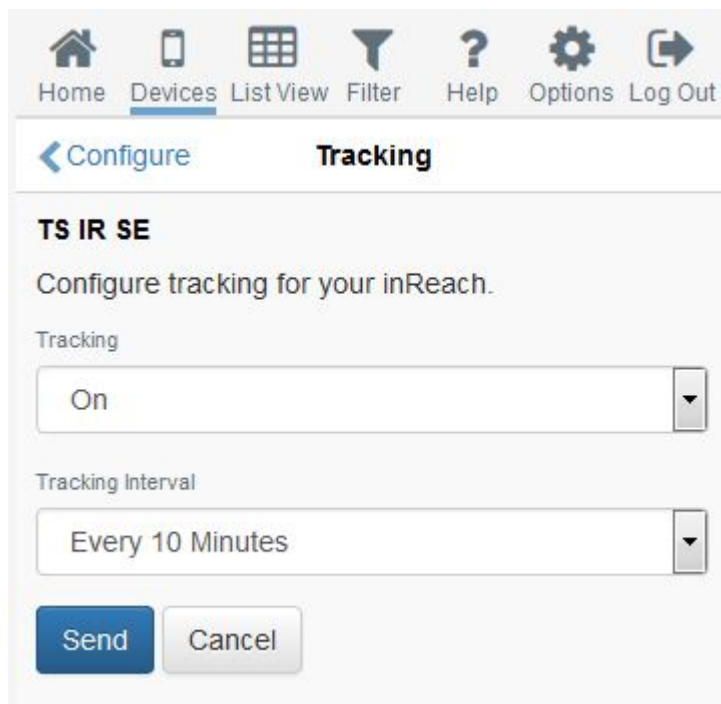 Home Devices List View Filter Help Options Log Out
Configure Tracking
TS IR SE
Configure tracking for your inReach.
Tracking
On
Tracking Interval
Every 10 Minutes
Send Cancel